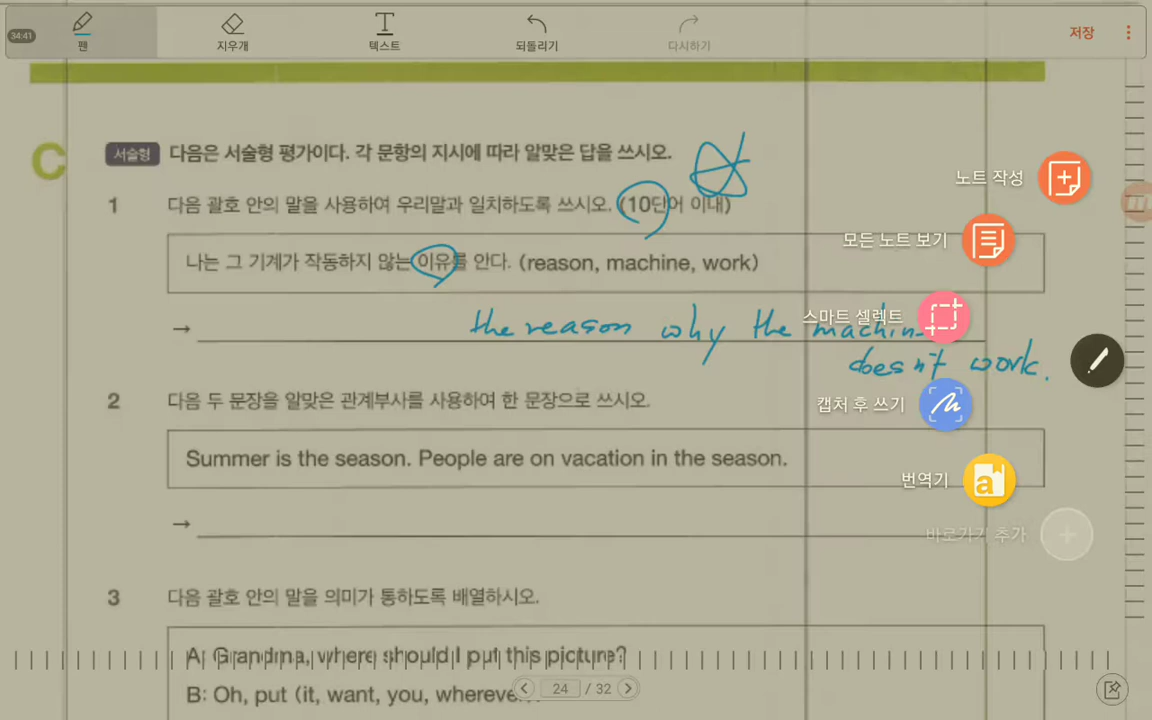 34:41
펜
지우개
텍스트
되돌리기
다시하기
저장
C
서술형 다음은 서술형 평가이다. 각 문항의 지시에 따라 알맞은 답을 쓰시오.
노트 작성
1 다음 괄호 안의 말을 사용하여 우리말과 일치하도록 쓰시오. (10단어 이내)
모든 노트 보기
나는 그 기계가 작동하지 않는 이유를 안다. (reason, machine, work)
스마트 셀렉트
→ the reason why the machin
doesn't work.
2 다음 두 문장을 알맞은 관계부사를 사용하여 한 문장으로 쓰시오.
캡처 후 쓰기
Summer is the season. People are on vacation in the season.
번역기
a
→
바로가기 추가
3 다음 괄호 안의 말을 의미가 통하도록 배열하시오.
A: Grandma, where should I put this picture?
B: Oh, put (it, want, you, wherever
24 / 32